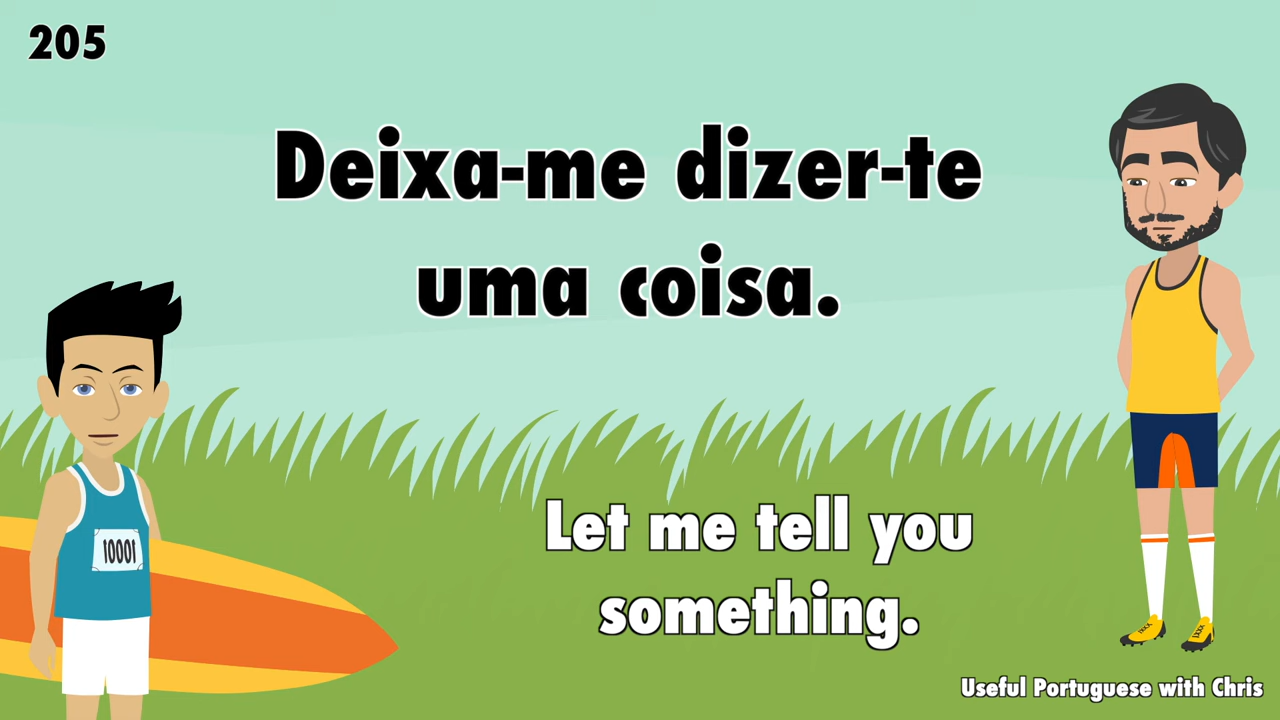 205
Deixa-me dizer-te
uma coisa.
10001
Let me tell you
something.
Useful Portuguese with Chris